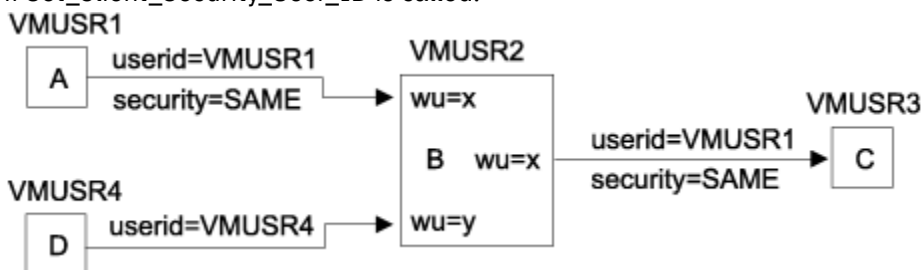 VMUSR1
A
userid=VMUSR1
security=SAME
VMUSR2
wu=x
B wu=x
wu=y
userid=VMUSR1
security=SAME
VMUSR3
C
VMUSR4
D
userid=VMUSR4